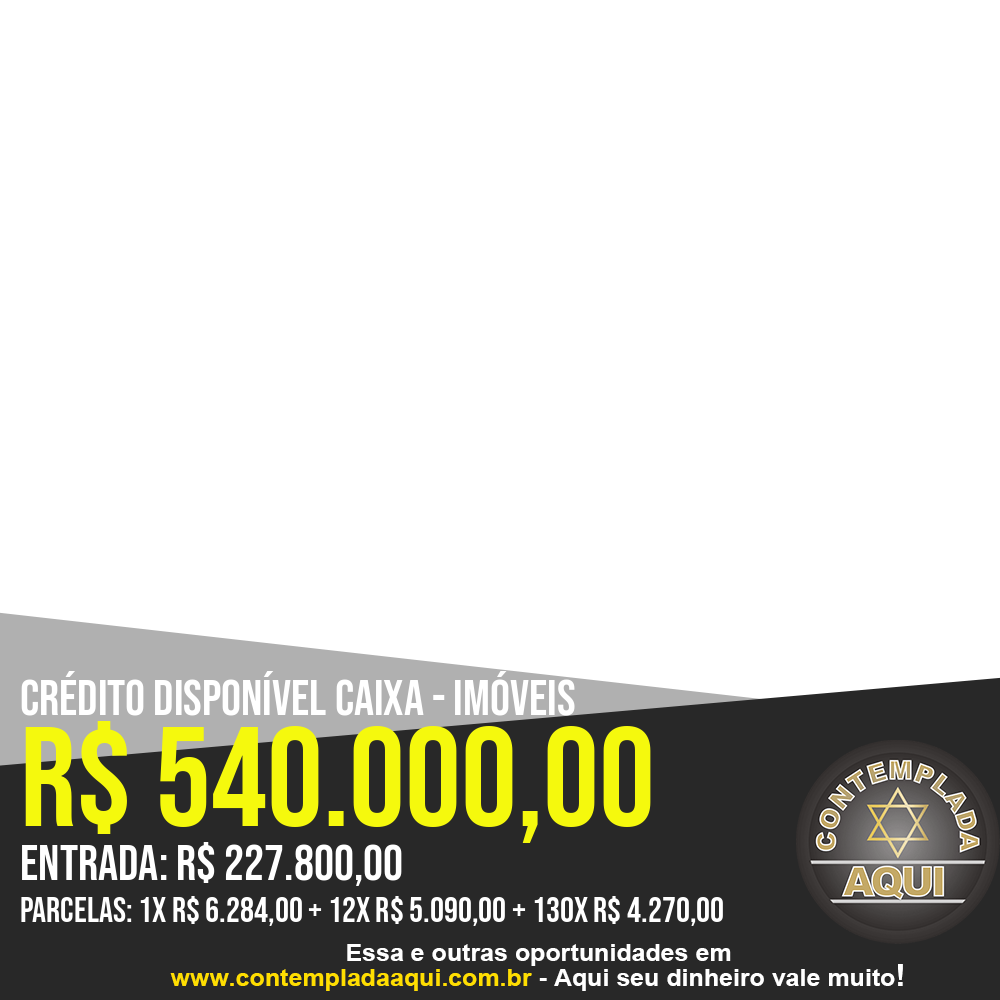 CRÉDITO DISPONÍVEL CAIXA - IMÓVEIS
R$ 540.000,00
ENTRADA: R$ 227.800,00
PARCELAS: 1X R$ 6.284,00 + 12X R$ 5.090,00 + 130X R$ 4.270,00
CONTEMPLADA
AQUI
Essa e outras oportunidades em
www.contempladaaqui.com.br - Aqui seu dinheiro vale muito!